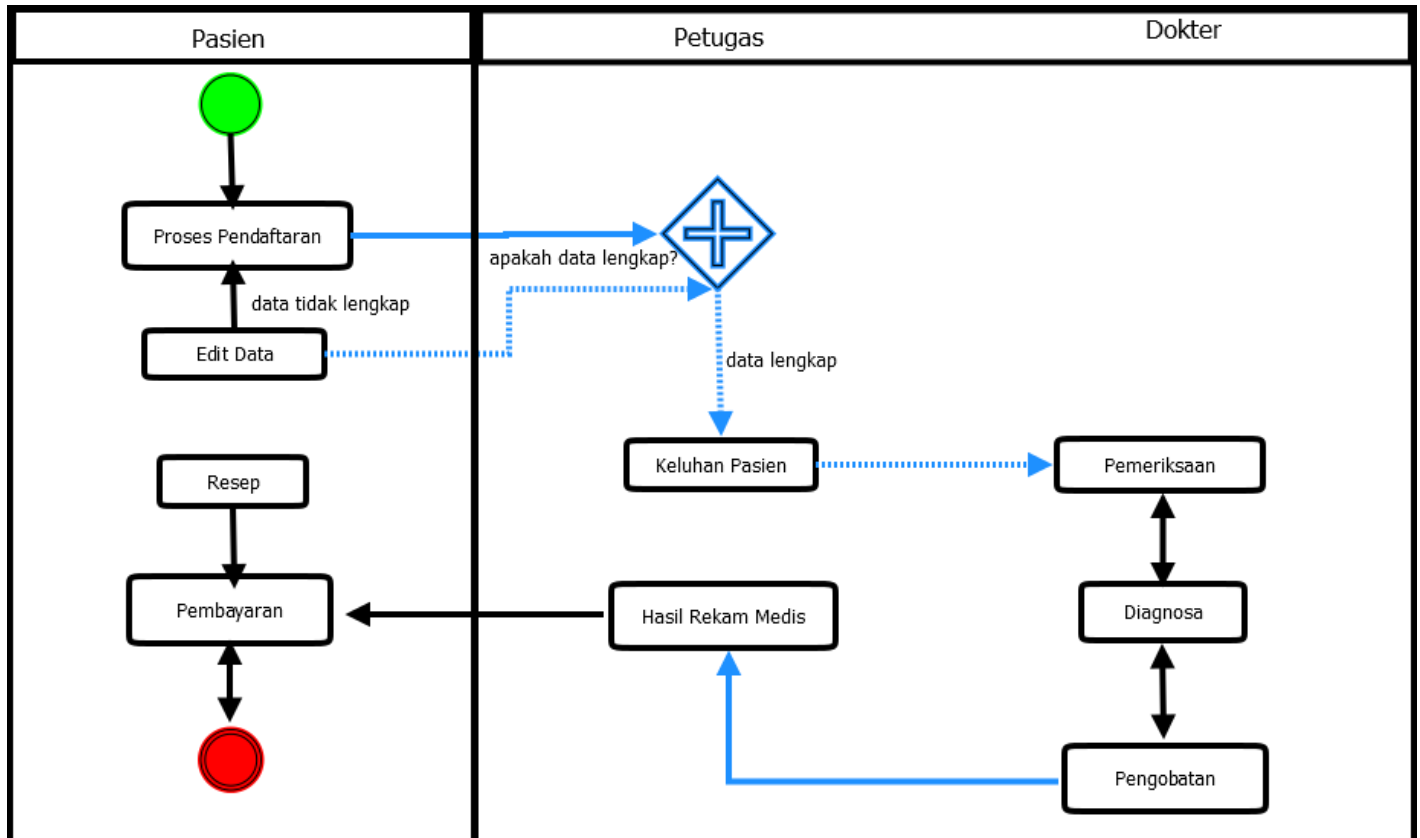 Pasien
Petugas
Dokter
Proses Pendaftaran
apakah data lengkap?
data tidak lengkap
Edit Data
data lengkap
Keluhan Pasien
Pemeriksaan
Resep
Pembayaran
Hasil Rekam Medis
Diagnosa
Pengobatan